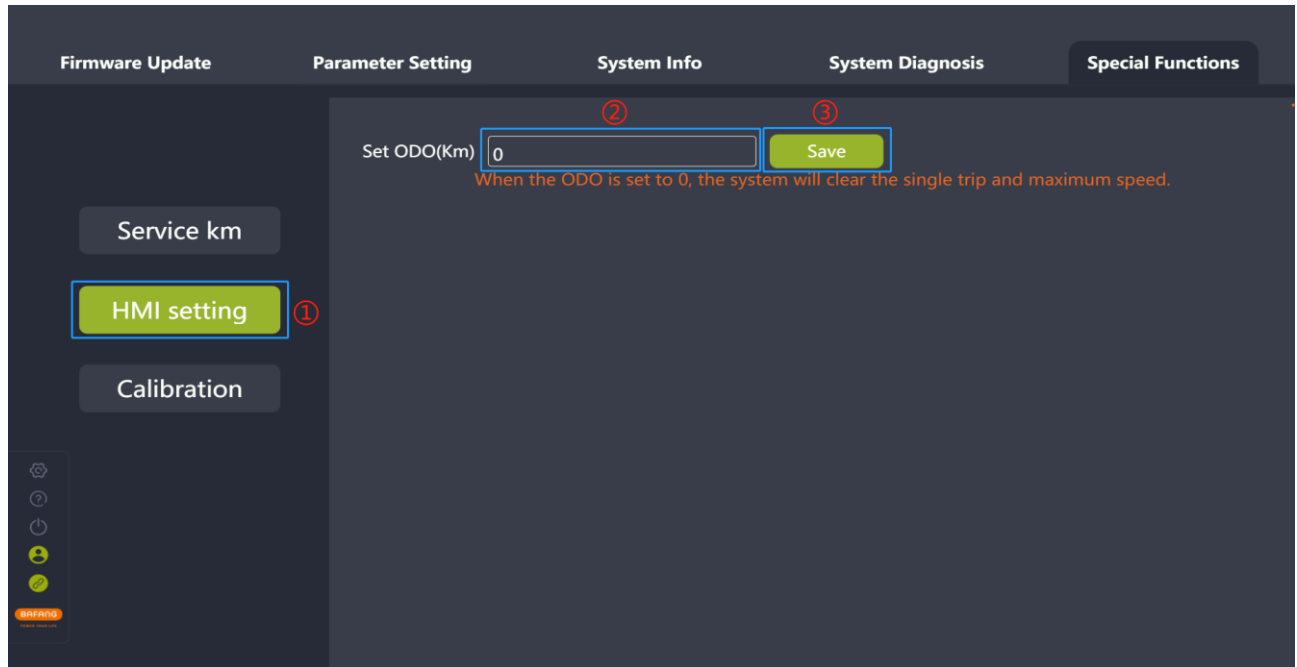 Firmware Update Parameter Setting System Info System Diagnosis Special Functions
② ③
Set ODO(Km) 0 Save
When the ODO is set to 0, the system will clear the single trip and maximum speed.
Service km
HMI setting ①
Calibration
BAFANG